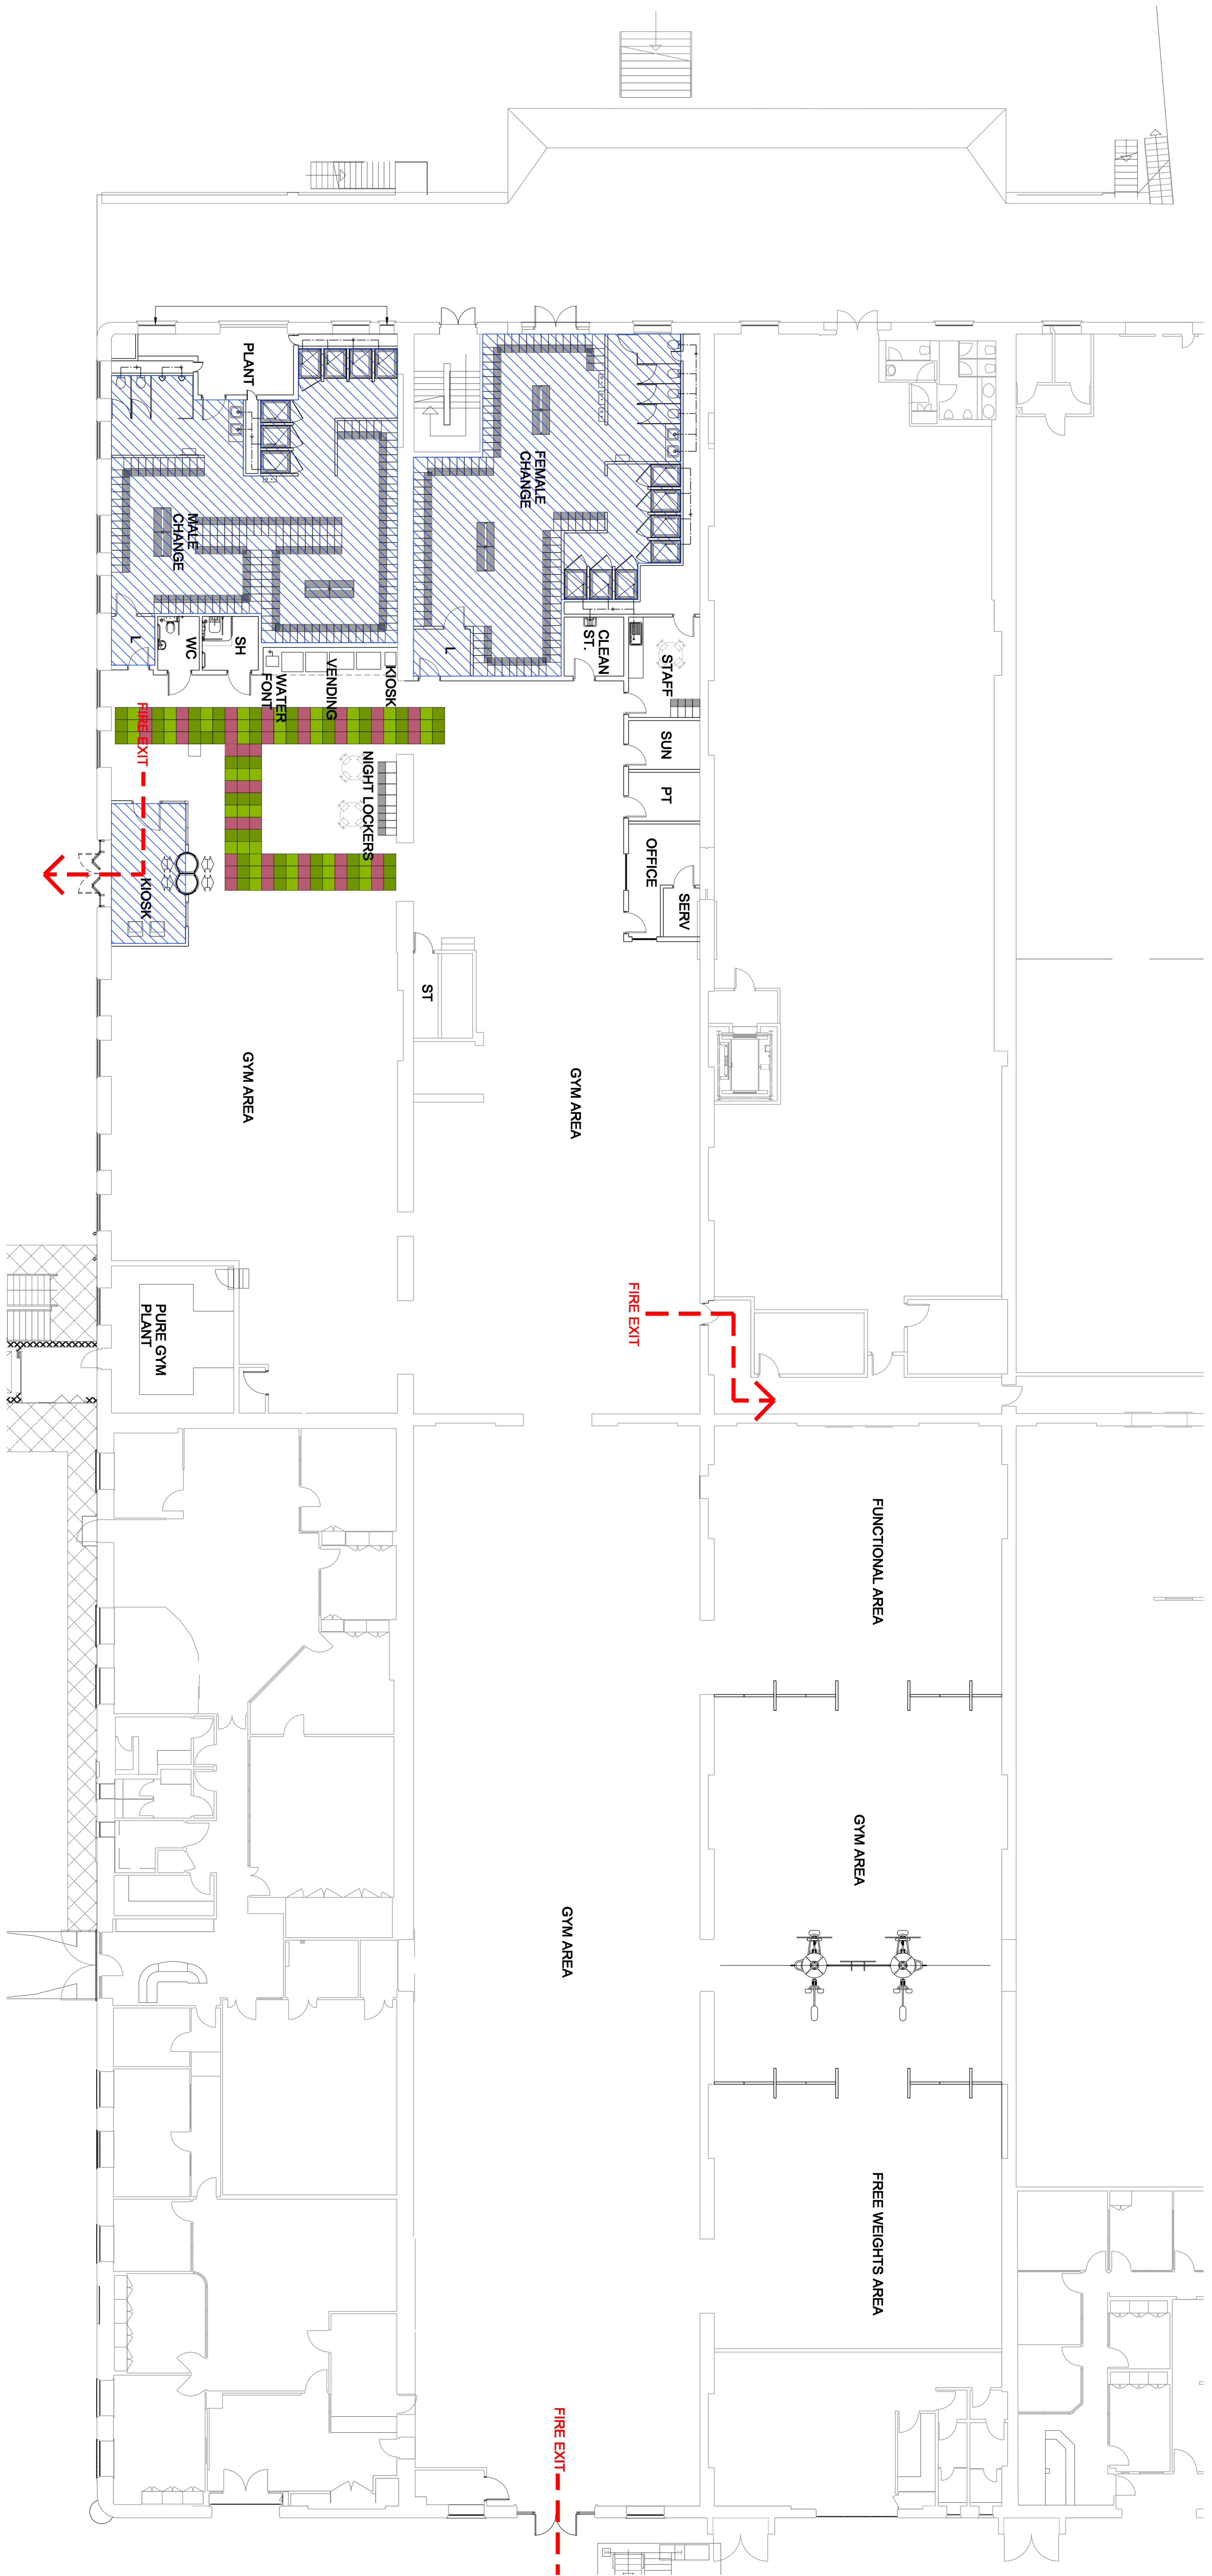 PLANT
FEMALE
CHANGE
MALE
CHANGE
L
WC
SH
L
CLEAN
ST.
STAFF
WATER
FONT
VENDING
KIOSK
SUN
FIRE EXIT
NIGHT LOCKERS
PT
OFFICE
SERV
KIOSK
ST
GYM AREA
GYM AREA
FIRE EXIT
PURE GYM
PLANT
FUNCTIONAL AREA
GYM AREA
GYM AREA
FREE WEIGHTS AREA
FIRE EXIT